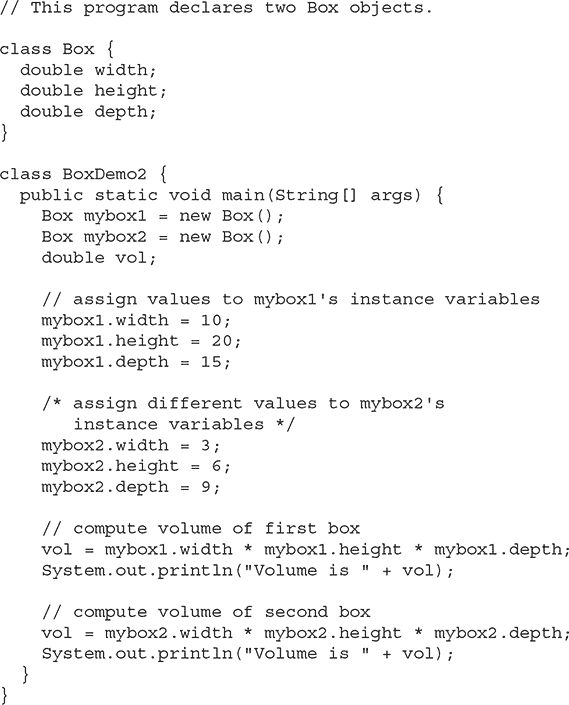 // This program declares two Box objects.

class Box {
  double width;
  double height;
  double depth;
}

class BoxDemo2 {
  public static void main(String[] args) {
    Box mybox1 = new Box();
    Box mybox2 = new Box();
    double vol;

    // assign values to mybox1's instance variables
    mybox1.width = 10;
    mybox1.height = 20;
    mybox1.depth = 15;

    /* assign different values to mybox2's
       instance variables */
    mybox2.width = 3;
    mybox2.height = 6;
    mybox2.depth = 9;

    // compute volume of first box
    vol = mybox1.width * mybox1.height * mybox1.depth;
    System.out.println("Volume is " + vol);

    // compute volume of second box
    vol = mybox2.width * mybox2.height * mybox2.depth;
    System.out.println("Volume is " + vol);
  }
}